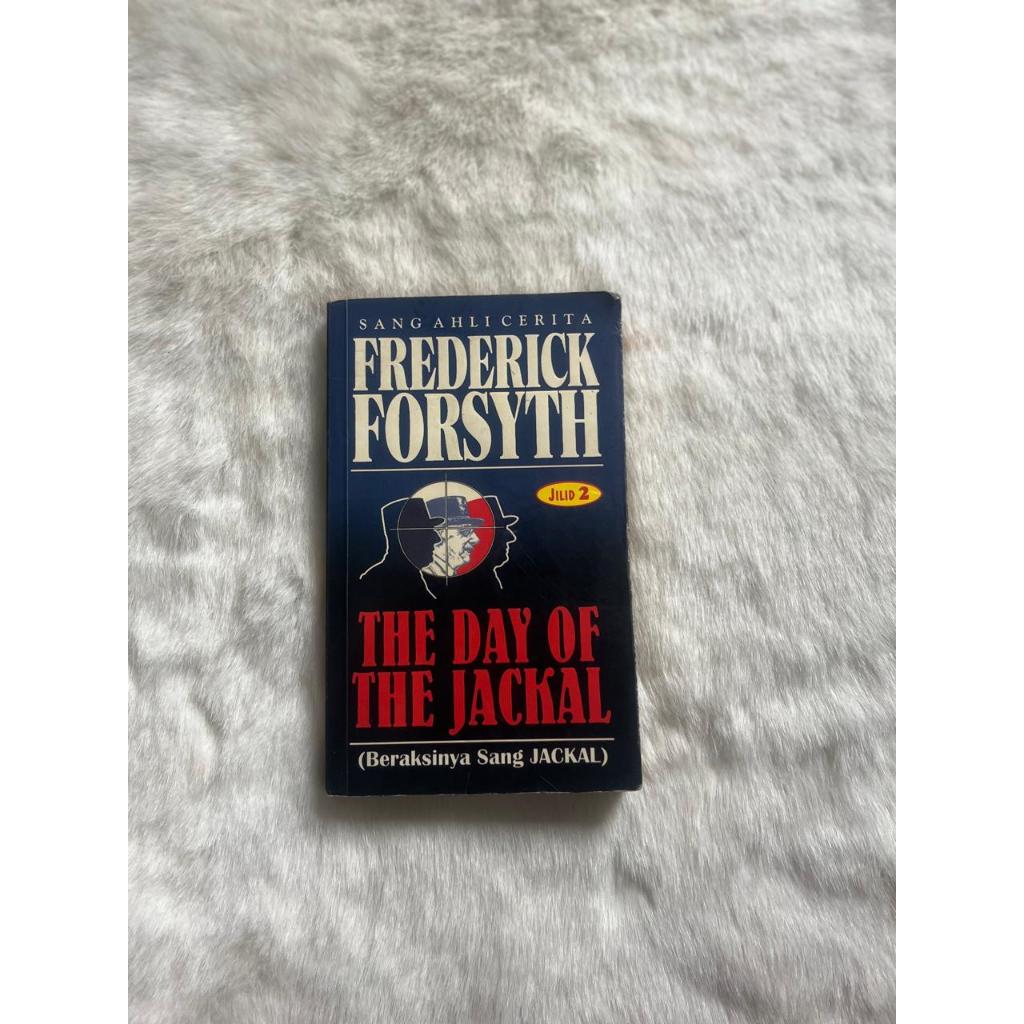 SANG AHLI CERITA
FREDERICK
FORSYTH
JILID 2
THE DAY OF
THE JACKAL
(Beraksinya Sang JACKAL)